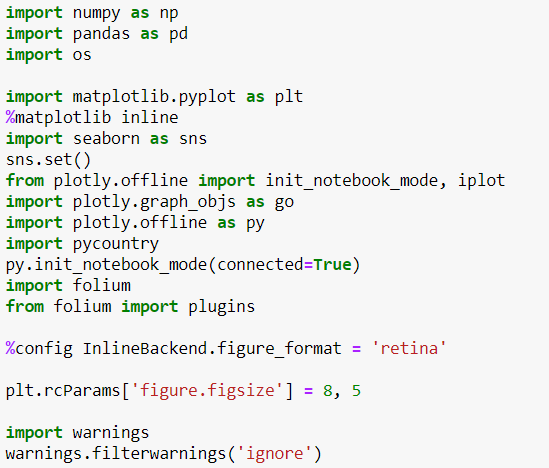 import numpy as np
import pandas as pd
import os
import matplotlib.pyplot as plt
%matplotlib inline
import seaborn as sns
sns.set()
from plotly.offline import init_notebook_mode, iplot
import plotly.graph_objs as go
import plotly.offline as py
import pycountry
py.init_notebook_mode(connected=True)
import folium
from folium import plugins
%config InlineBackend.figure_format = 'retina'
plt.rcParams['figure.figsize'] = 8, 5
import warnings
warnings.filterwarnings('ignore')